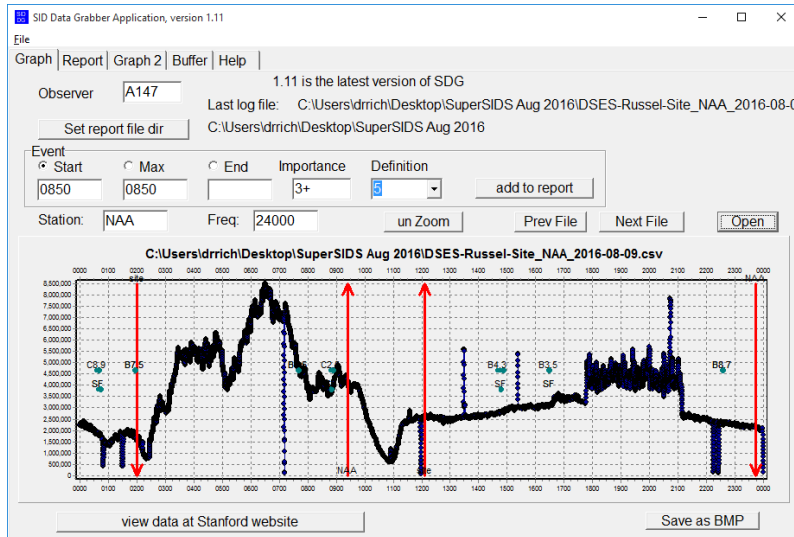 SID Data Grabber Application, version 1.11
File
Graph Report Graph 2 Buffer Help
1.11 is the latest version of SDG
Observer A147
Last log file: C:\Users\drrich\Desktop\SuperSIDS Aug 2016\DSES-Russel-Site_NAA_2016-08-0
Set report file dir C:\Users\drrich\Desktop\SuperSIDS Aug 2016
Event
Start Max End Importance Definition
0850 0850 3+ 5 add to report
Station: NAA Freq: 24000 un Zoom Prev File Next File Open
C:\Users\drrich\Desktop\SuperSIDS Aug 2016\DSES-Russel-Site_NAA_2016-08-09.csv
0000 0100 0200 0300 0400 0500 0600 0700 0800 0900 1000 1100 1200 1300 1400 1500 1600 1700 1800 1900 2000 2100 2200 2300 0000
site NAA
8,500,000
8,000,000
7,500,000
7,000,000
6,500,000
6,000,000
5,500,000
5,000,000
C8.9 B7.5 B4.3 B3.5 B8.7
4,500,000
4,000,000
SF SF SF
3,500,000
3,000,000
2,500,000
2,000,000
1,500,000
1,000,000
500,000
NAA site
0
0000 0100 0200 0300 0400 0500 0600 0700 0800 0900 1000 1100 1200 1300 1400 1500 1600 1700 1800 1900 2000 2100 2200 2300 0000
view data at Stanford website Save as BMP